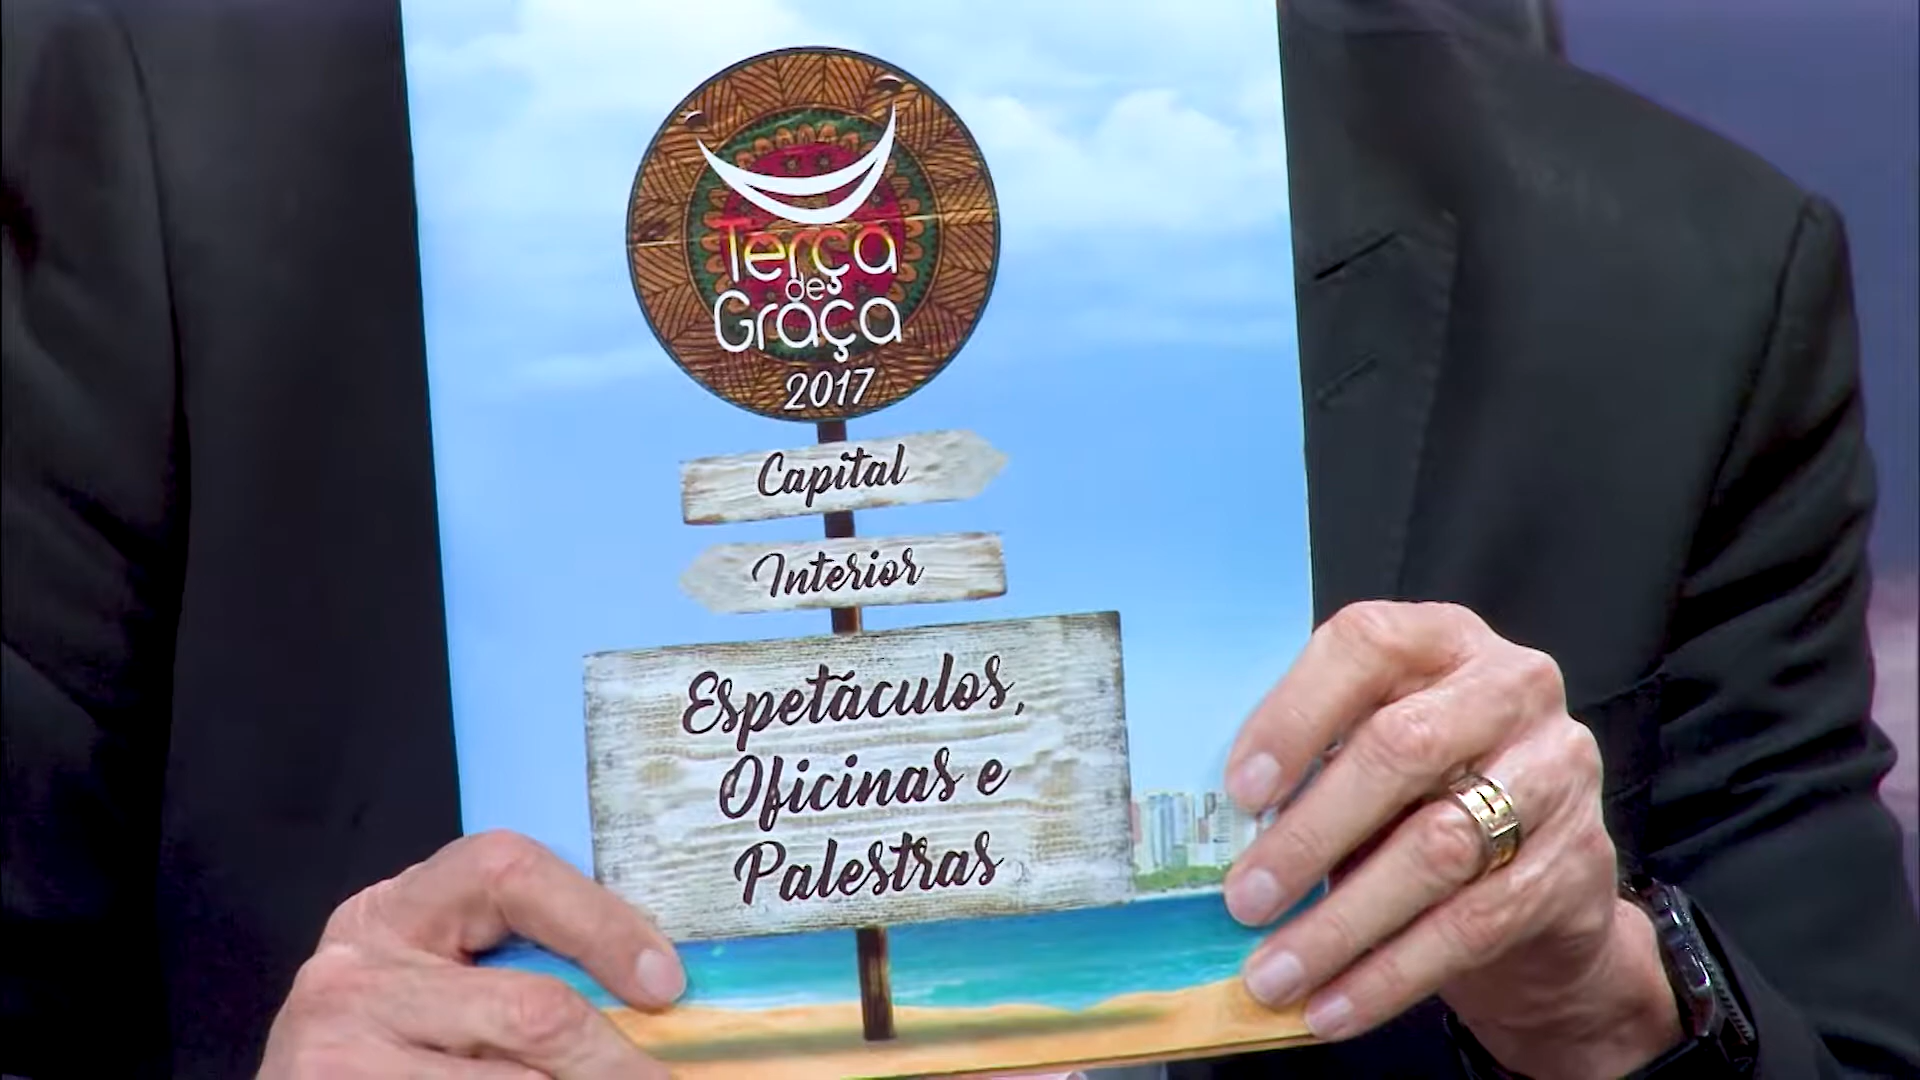 Terça
de
Graça
2017
Capital
Interior
Espetáculos,
Oficinas e
Palestras